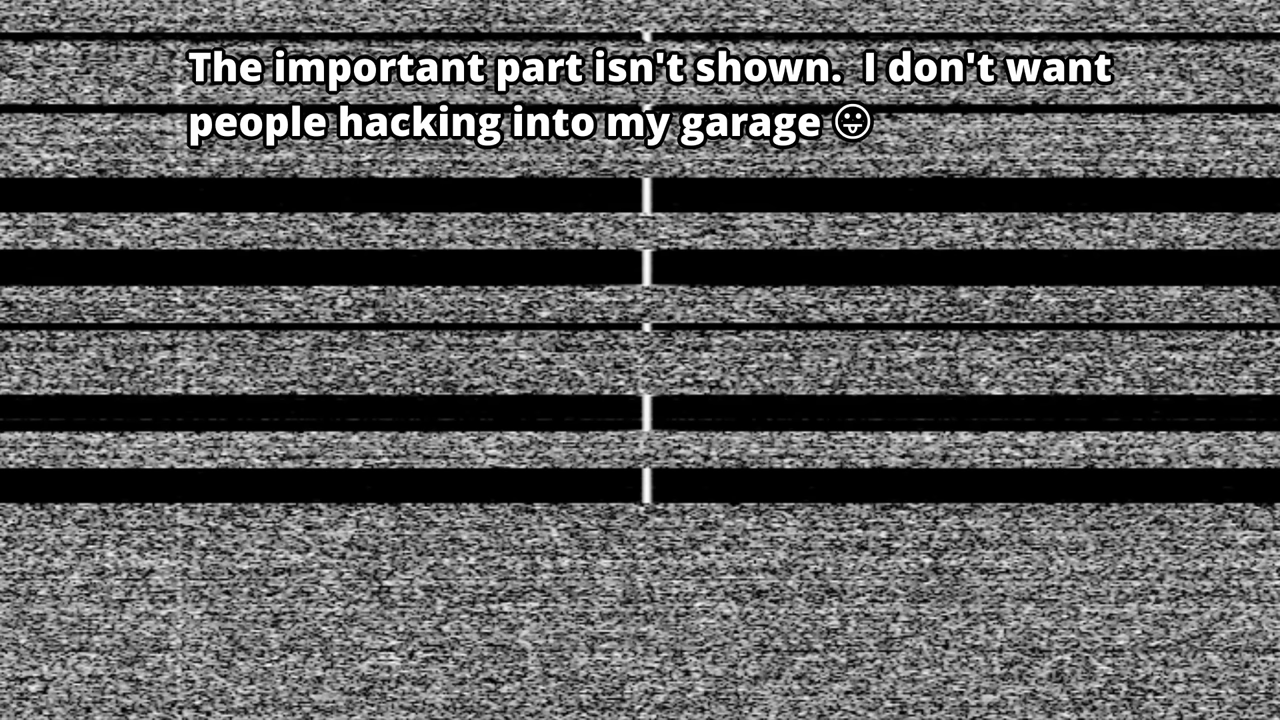 The important part isn't shown.  I don't want
people hacking into my garage 😛